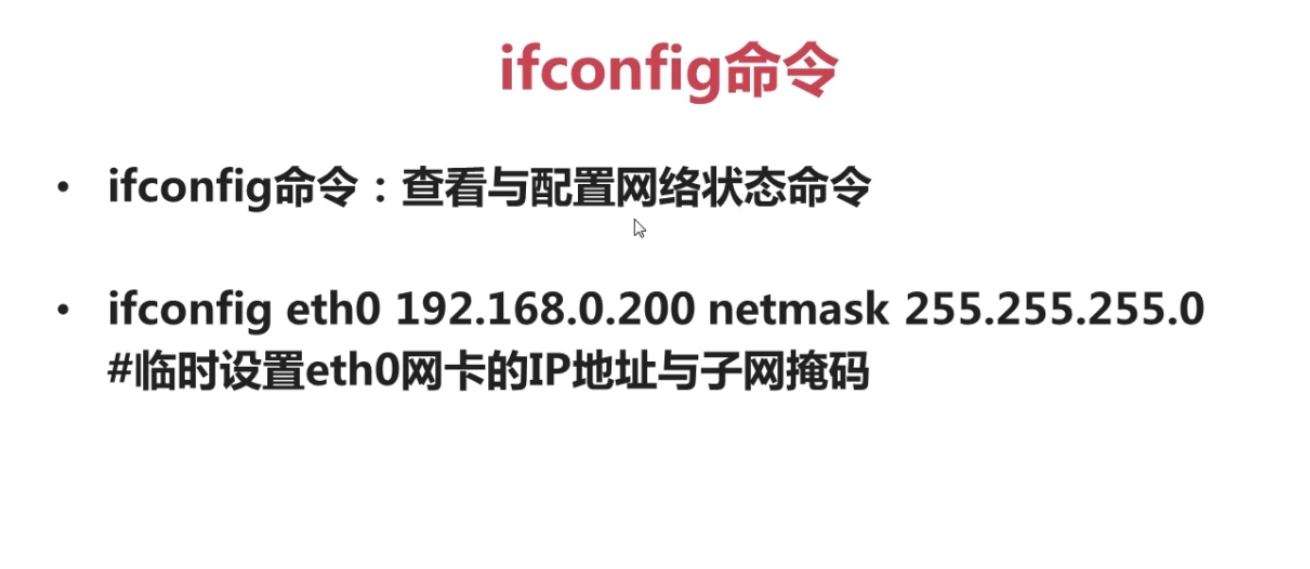 ifconfig命令
• ifconfig命令：查看与配置网络状态命令
• ifconfig eth0 192.168.0.200 netmask 255.255.255.0
#临时设置eth0网卡的IP地址与子网掩码